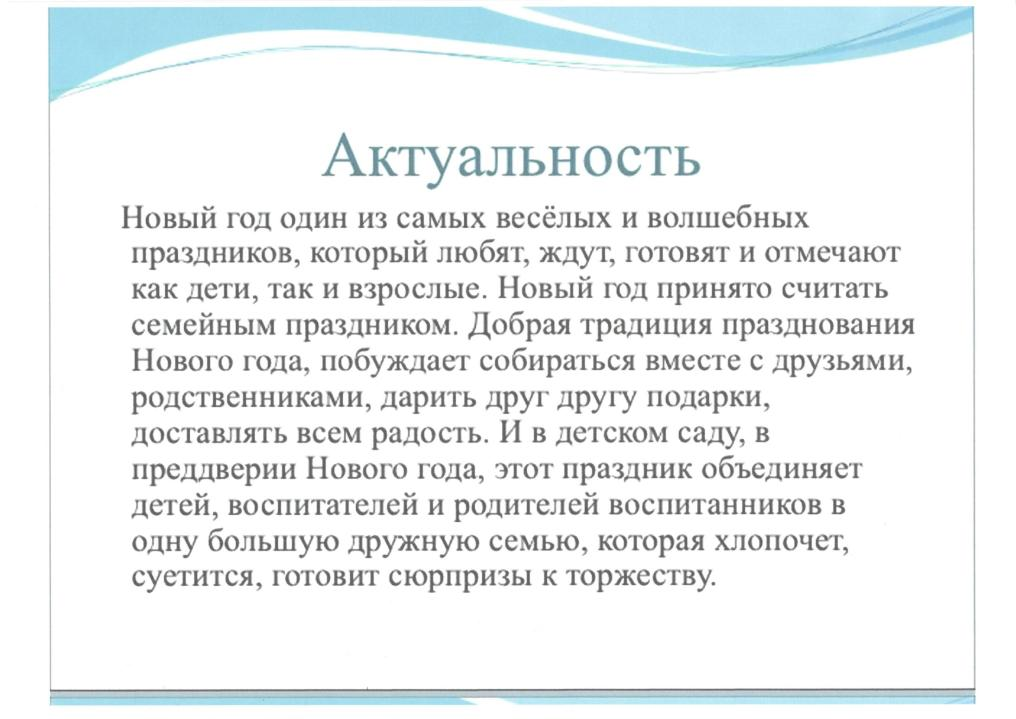 Актуальность
Новый год один из самых весёлых и волшебных
праздников, который любят, ждут, готовят и отмечают
как дети, так и взрослые. Новый год принято считать
семейным праздником. Добрая традиция празднования
Нового года, побуждает собираться вместе с друзьями,
родственниками, дарить друг другу подарки,
доставлять всем радость. И в детском саду, в
преддверии Нового года, этот праздник объединяет
детей, воспитателей и родителей воспитанников в
одну большую дружную семью, которая хлопочет,
суетится, готовит сюрпризы к торжеству.